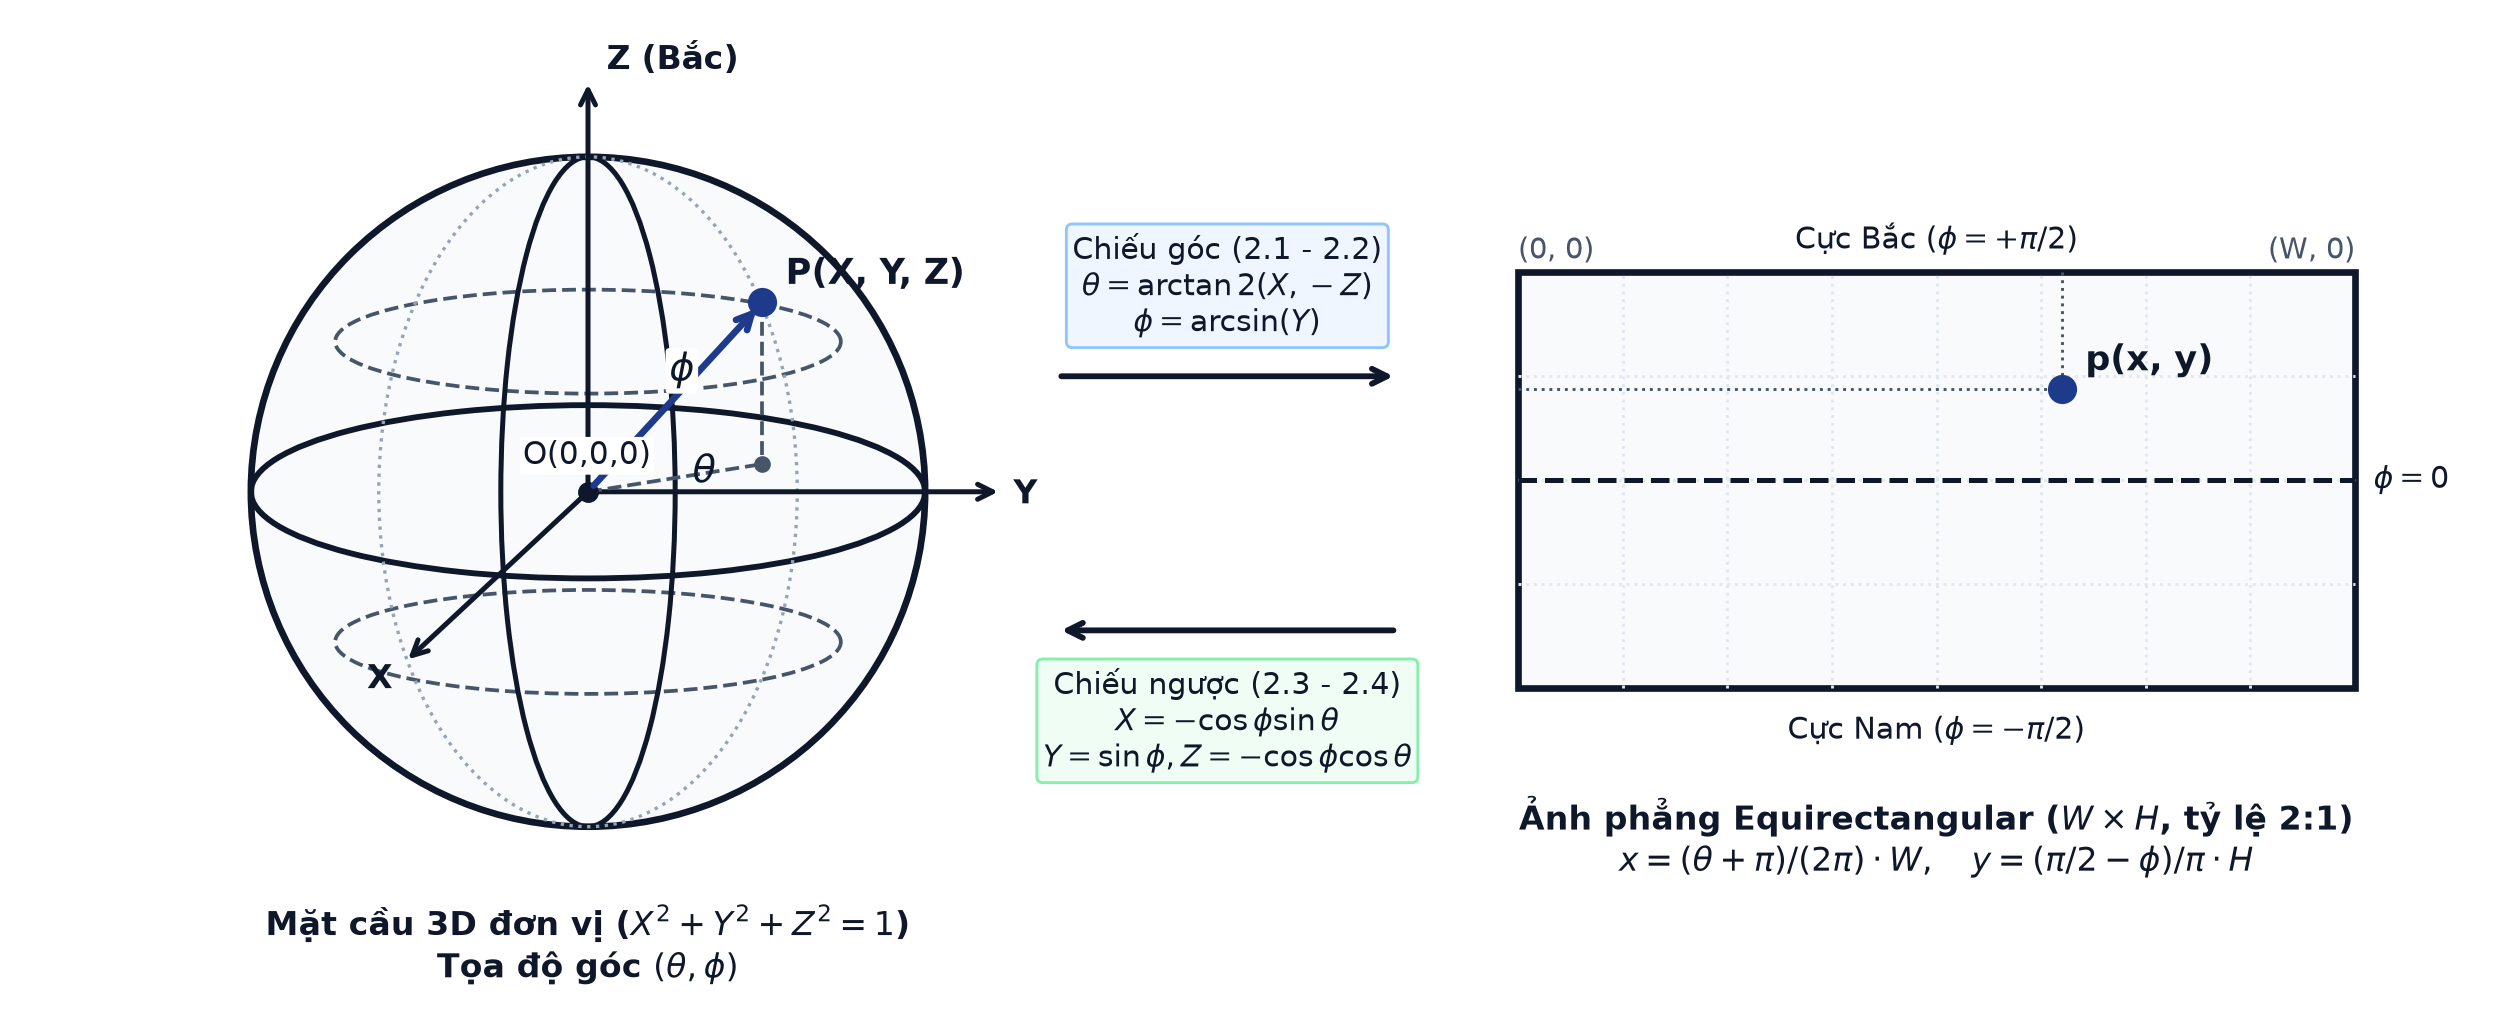 Z (Bắc)
P(X, Y, Z)
ϕ
O(0,0,0)
θ
Y
X
Mặt cầu 3D đơn vị (X² + Y² + Z² = 1)
Tọa độ góc (θ, ϕ)
Chiếu góc (2.1 - 2.2)
θ = arctan 2(X, − Z)
ϕ = arcsin(Y)
Chiếu ngược (2.3 - 2.4)
X = −cos ϕ sin θ
Y = sin ϕ, Z = −cos ϕ cos θ
(0, 0)
Cực Bắc (ϕ = +π/2)
(W, 0)
p(x, y)
ϕ = 0
Cực Nam (ϕ = −π/2)
Ảnh phẳng Equirectangular (W × H, tỷ lệ 2:1)
x = (θ + π)/(2π) · W, y = (π/2 − ϕ)/π · H